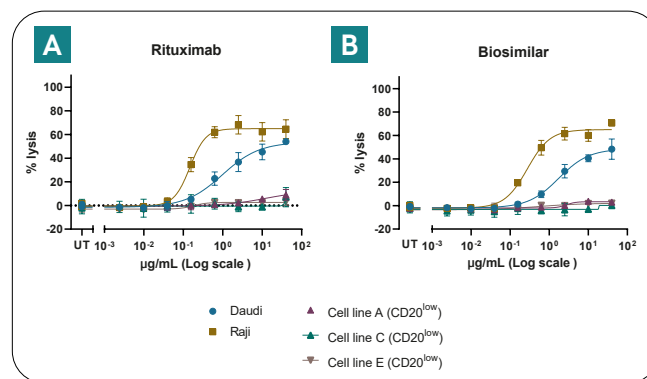 A
Rituximab
% lysis
100
80
60
40
20
0
-20
UT 10-3 10-2 10-1 100 101 102
µg/mL (Log scale )
B
Biosimilar
% lysis
100
80
60
40
20
0
-20
UT 10-3 10-2 10-1 100 101 102
µg/mL (Log scale )
Daudi
Raji
Cell line A (CD20low)
Cell line C (CD20low)
Cell line E (CD20low)